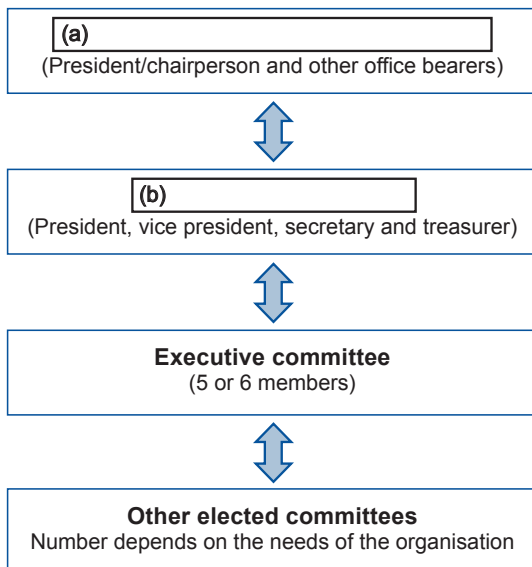 (a)
(President/chairperson and other office bearers)
(b)
(President, vice president, secretary and treasurer)
Executive committee
(5 or 6 members)
Other elected committees
Number depends on the needs of the organisation